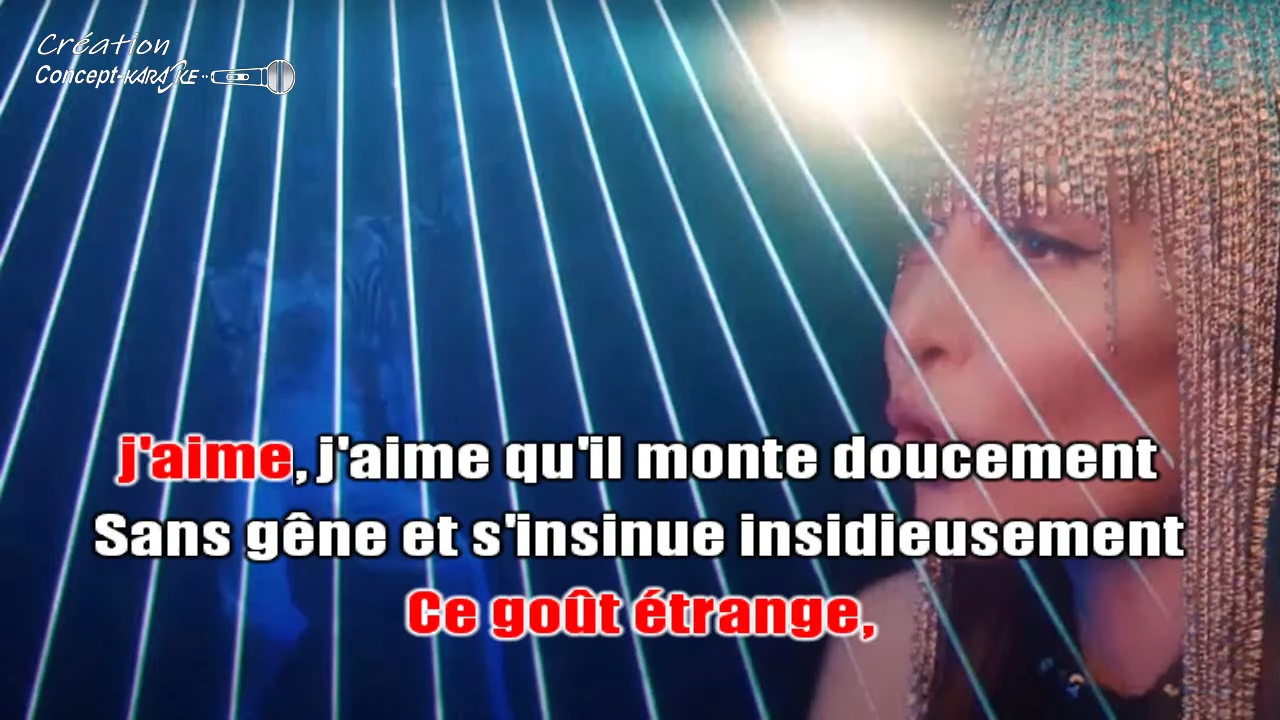 Création
Concept-KARAOKE
j'aime, j'aime qu'il monte doucement
Sans gêne et s'insinue insidieusement
Ce goût étrange,